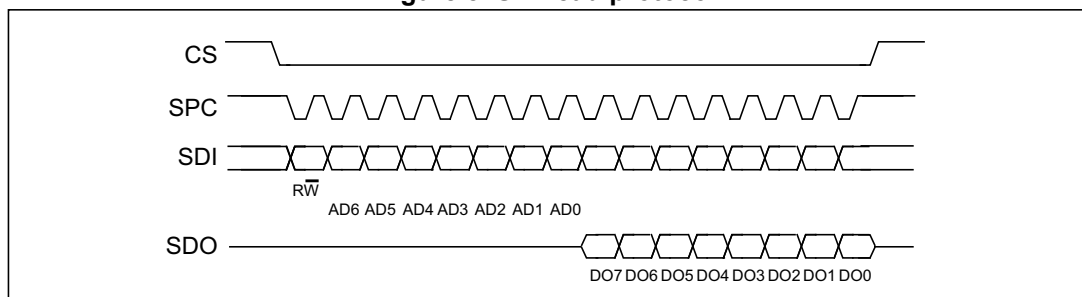 CS
SPC
SDI
RW̅
AD6 AD5 AD4 AD3 AD2 AD1 AD0
SDO
DO7 DO6 DO5 DO4 DO3 DO2 DO1 DO0